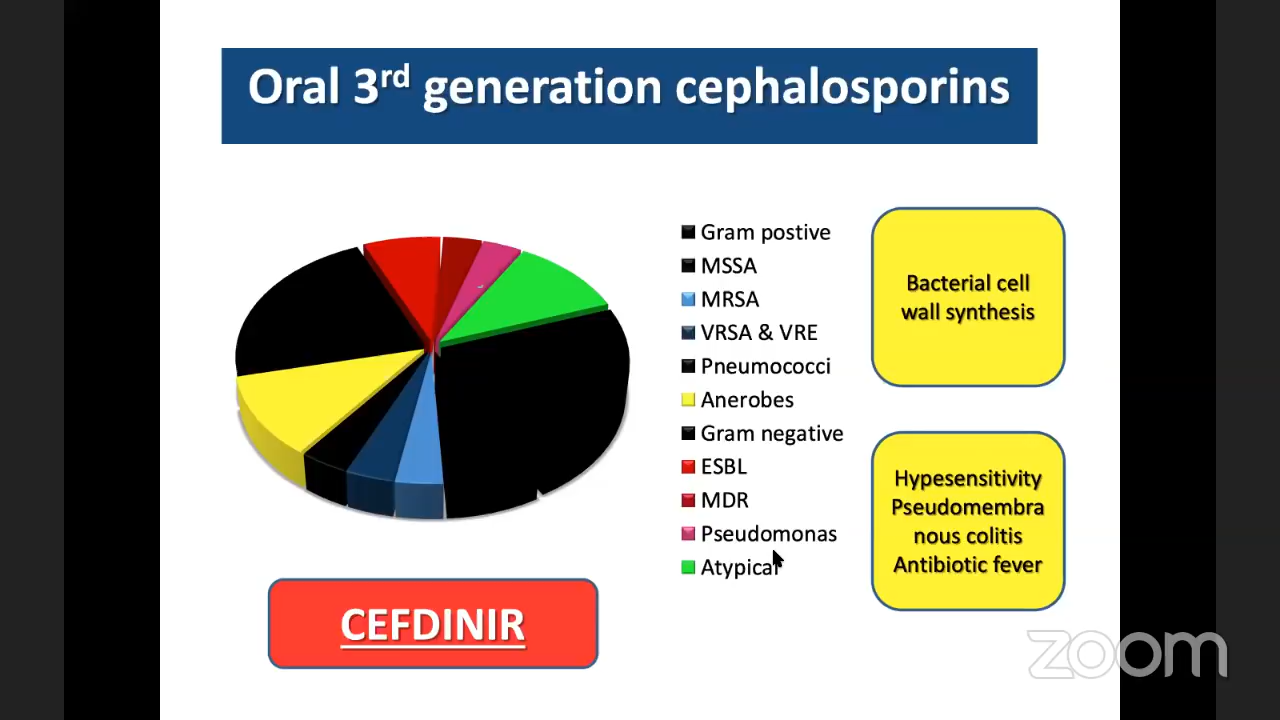 Oral 3rd generation cephalosporins
Gram postive
MSSA
MRSA
VRSA & VRE
Pneumococci
Anerobes
Gram negative
ESBL
MDR
Pseudomonas
Atypical
Bacterial cell
wall synthesis
Hypesensitivity
Pseudomembra
nous colitis
Antibiotic fever
CEFDINIR
zoom